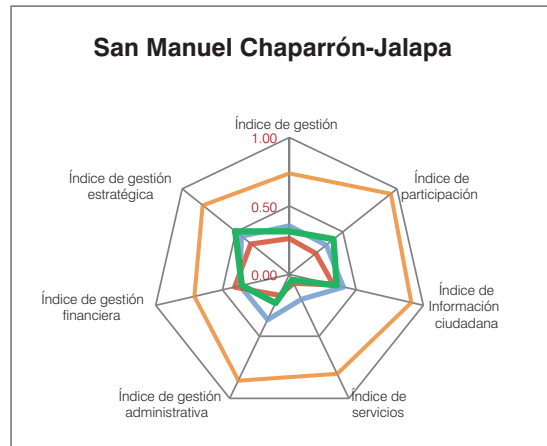 San Manuel Chaparrón-Jalapa
Índice de gestión
1.00
Índice de gestión
estratégica
Índice de
participación
0.50
0.00
Índice de gestión
financiera
Índice de
Información
ciudadana
Índice de gestión
administrativa
Índice de
servicios